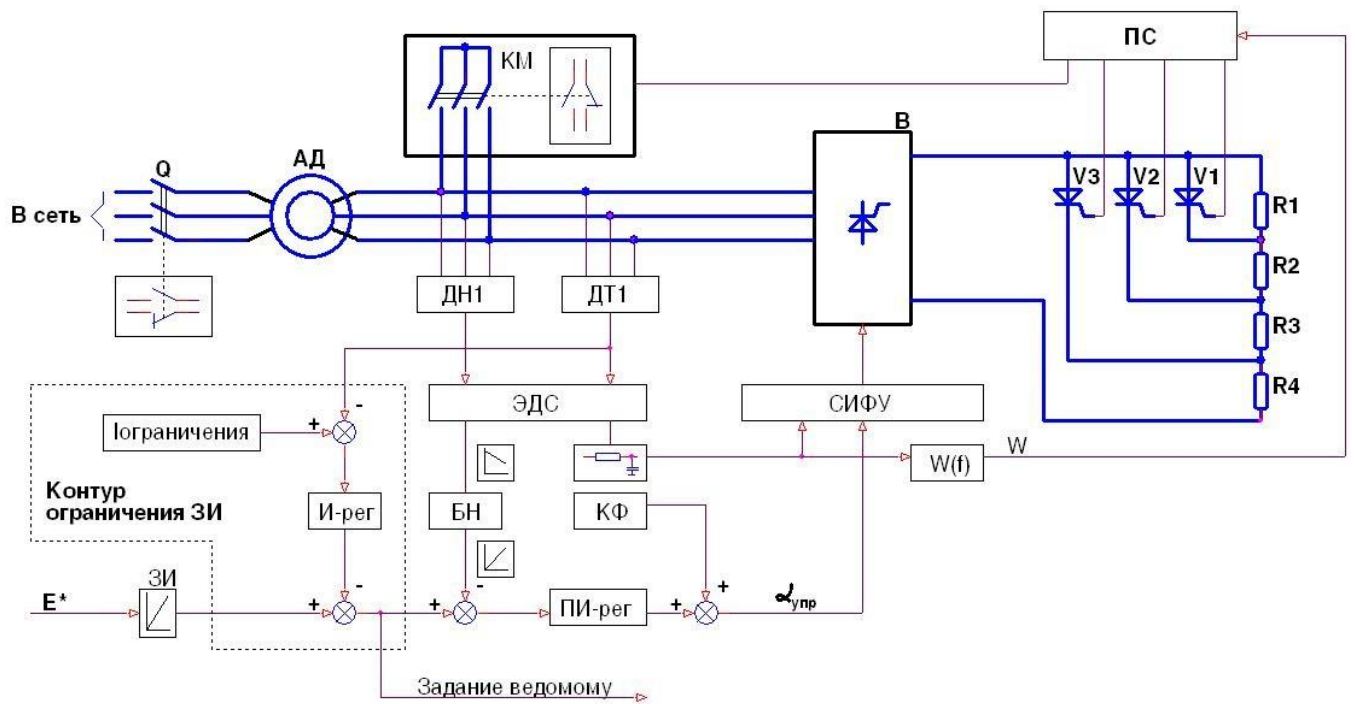 ПС
КМ
В
Q
АД
V3
V2
V1
R1
В сеть
R2
ДН1
ДТ1
R3
R4
-
ЭДС
СИФУ
Iограничения
+
W(f)
W
Контур
ограничения ЗИ
И-рег
БН
КФ
ЗИ
-
-
+
E*
+
+
ПИ-рег
+
αупр
Задание ведомому